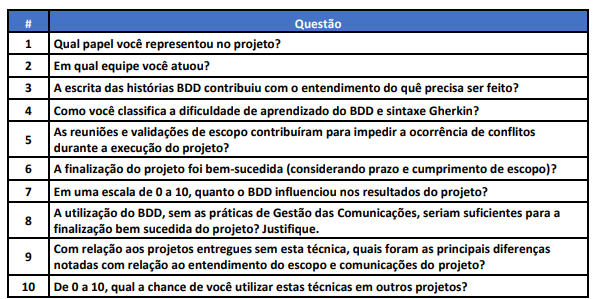 # Questão
1 Qual papel você representou no projeto?
2 Em qual equipe você atuou?
3 A escrita das histórias BDD contribuiu com o entendimento do quê precisa ser feito?
4 Como você classifica a dificuldade de aprendizado do BDD e sintaxe Gherkin?
5 As reuniões e validações de escopo contribuíram para impedir a ocorrência de conflitos
durante a execução do projeto?
6 A finalização do projeto foi bem-sucedida (considerando prazo e cumprimento de escopo)?
7 Em uma escala de 0 a 10, quanto o BDD influenciou nos resultados do projeto?
8 A utilização do BDD, sem as práticas de Gestão das Comunicações, seriam suficientes para a
finalização bem sucedida do projeto? Justifique.
9 Com relação aos projetos entregues sem esta técnica, quais foram as principais diferenças
notadas com relação ao entendimento do escopo e comunicações do projeto?
10 De 0 a 10, qual a chance de você utilizar estas técnicas em outros projetos?